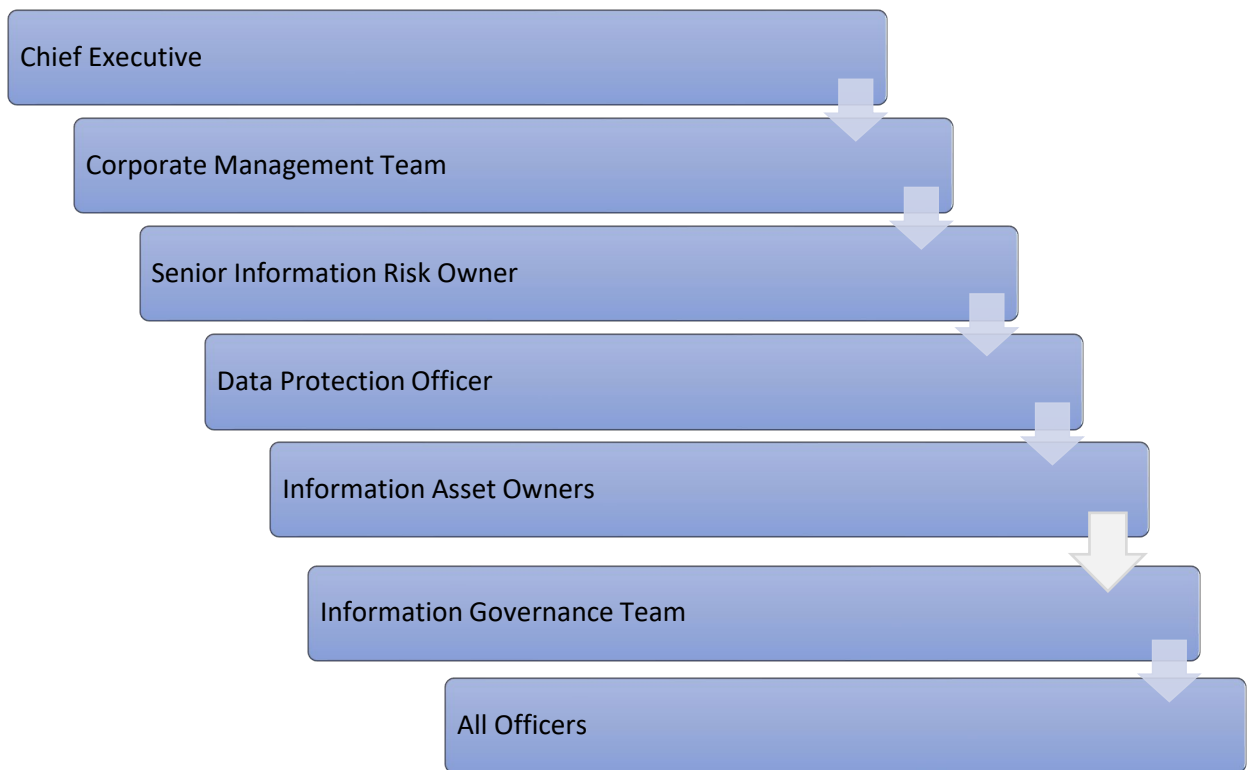 Chief Executive
Corporate Management Team
Senior Information Risk Owner
Data Protection Officer
Information Asset Owners
Information Governance Team
All Officers